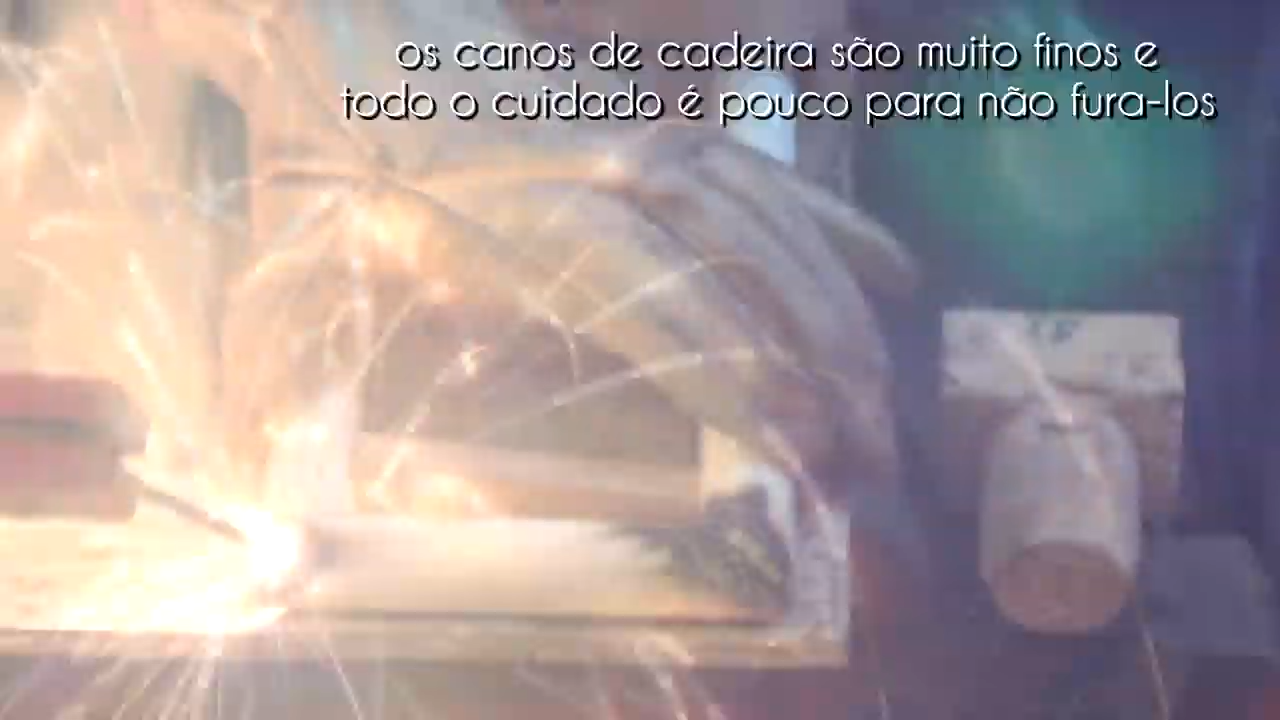 os canos de cadeira são muito finos e
todo o cuidado é pouco para não fura-los